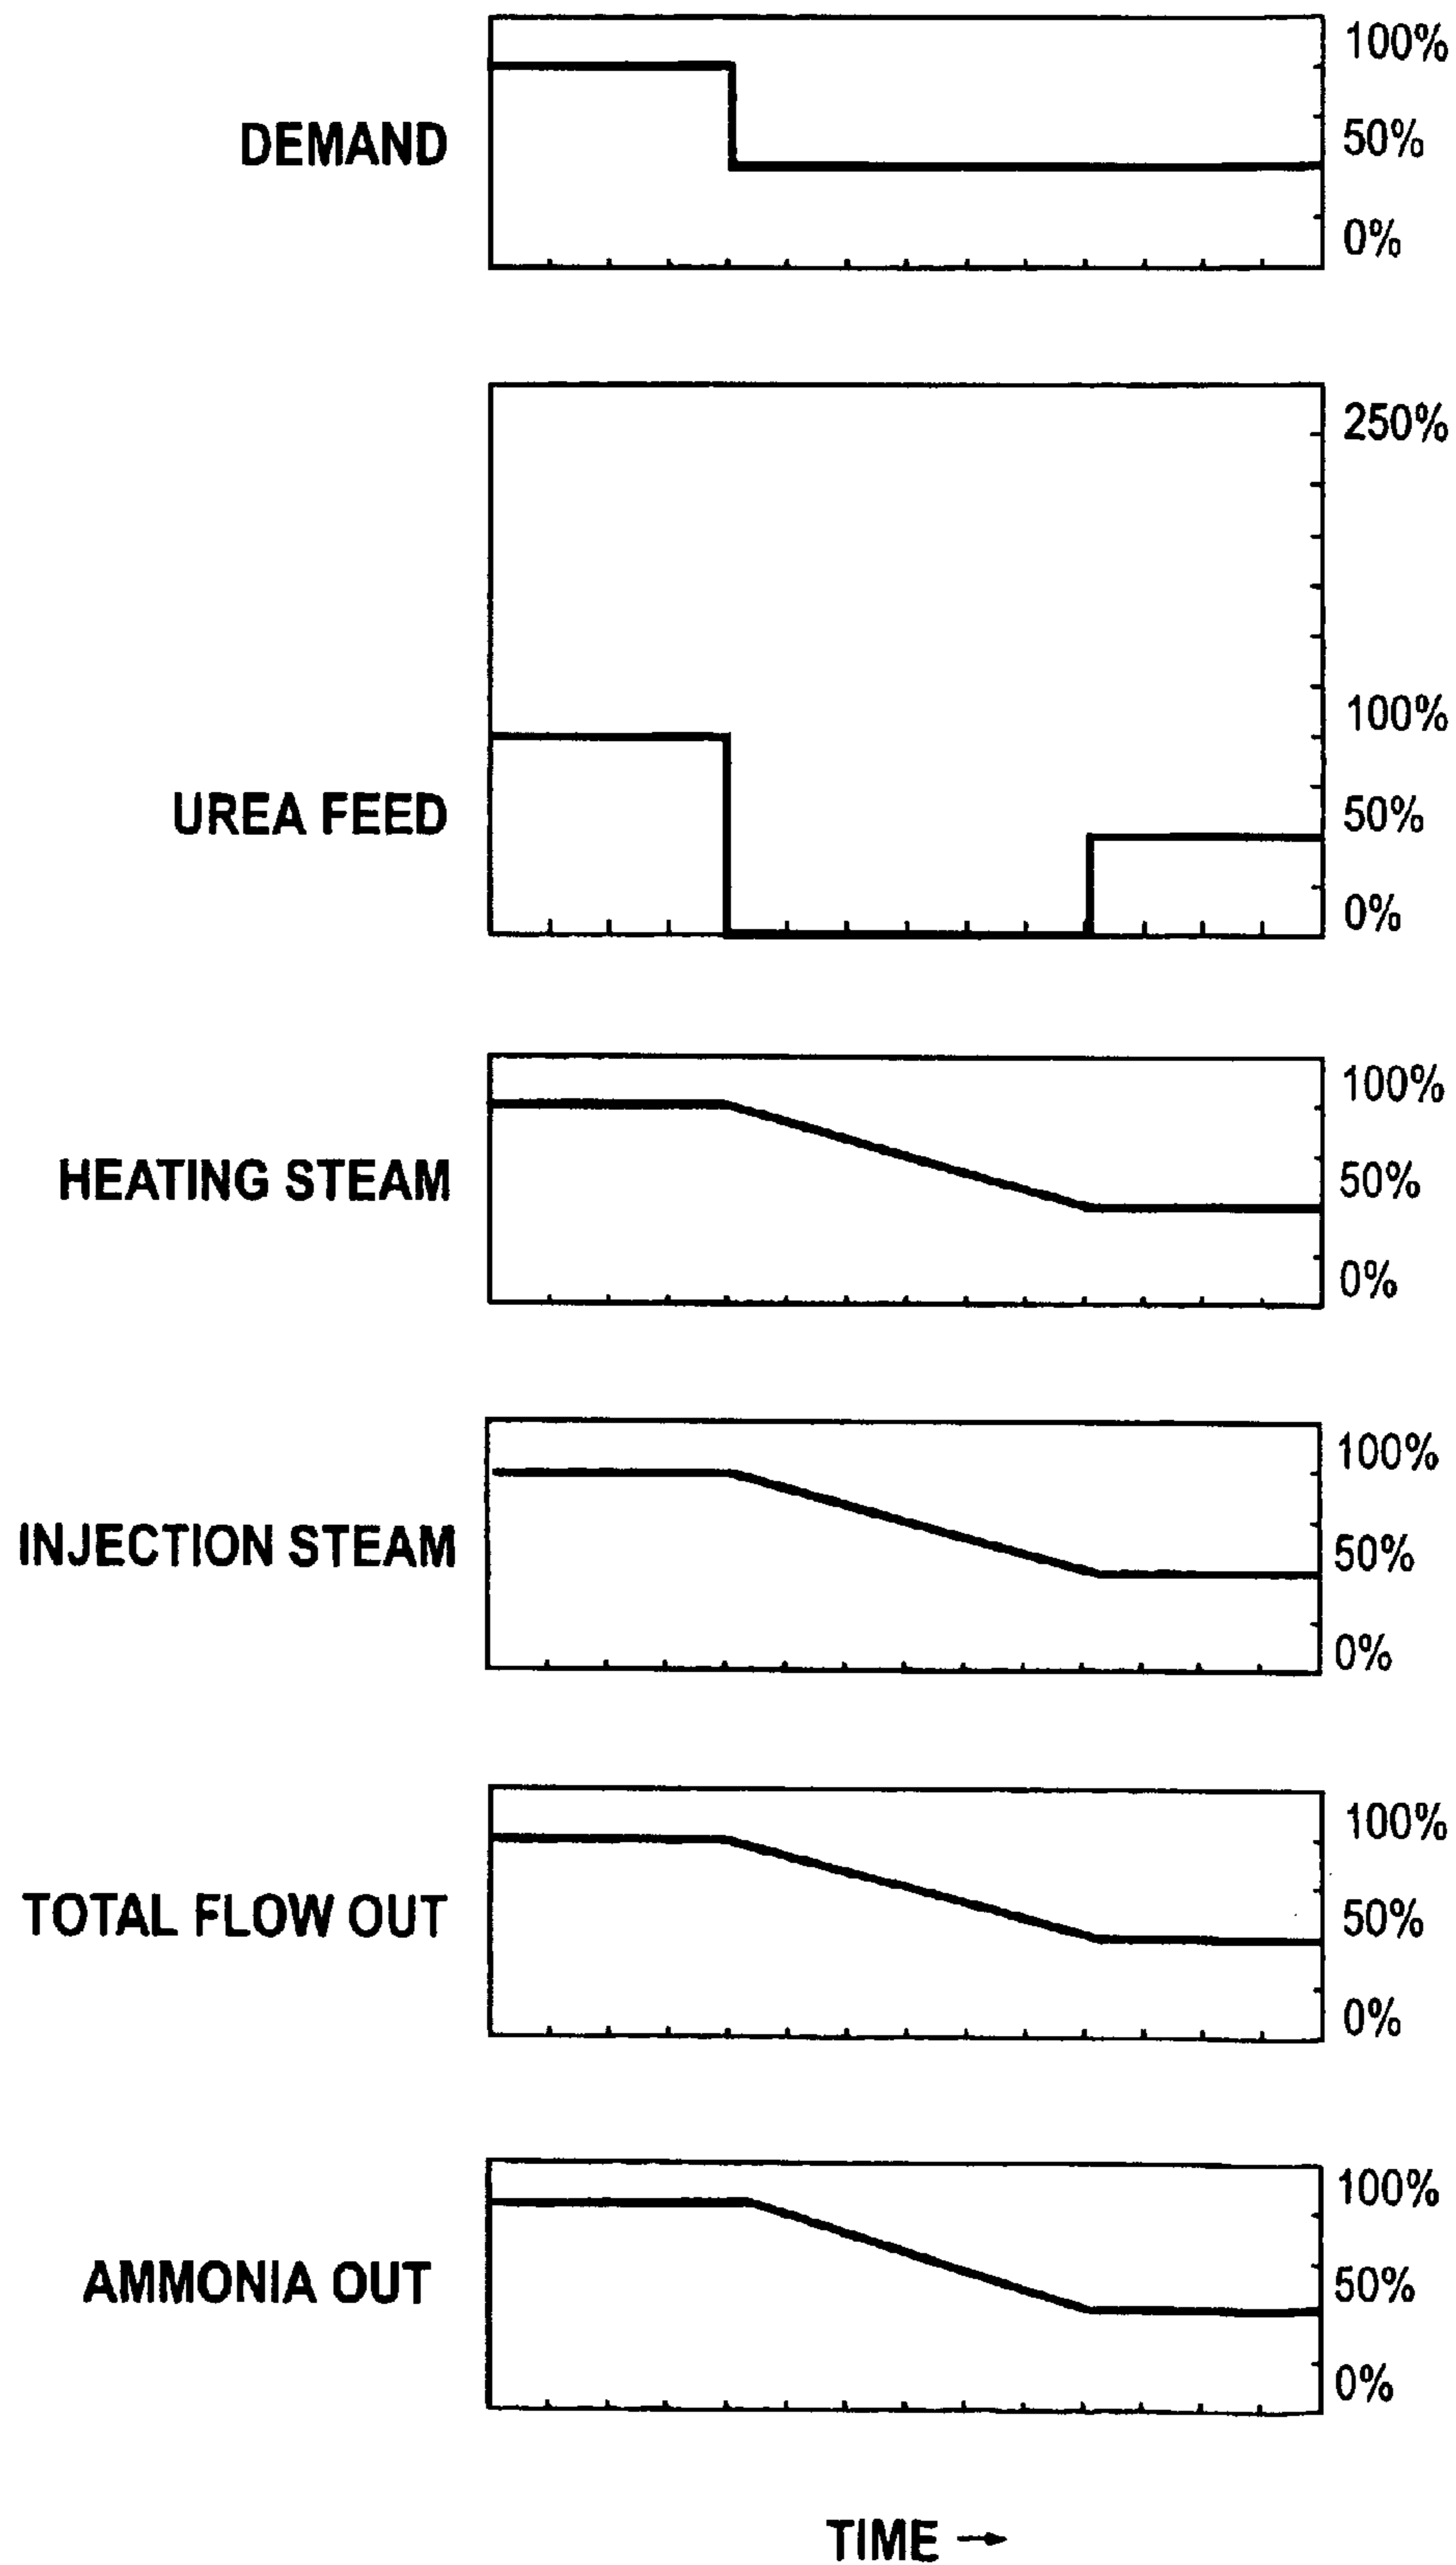 100%
DEMAND
50%
0%
250%
100%
UREA FEED
50%
0%
100%
HEATING STEAM
50%
0%
100%
INJECTION STEAM
50%
0%
100%
TOTAL FLOW OUT
50%
0%
100%
AMMONIA OUT
50%
0%
TIME →